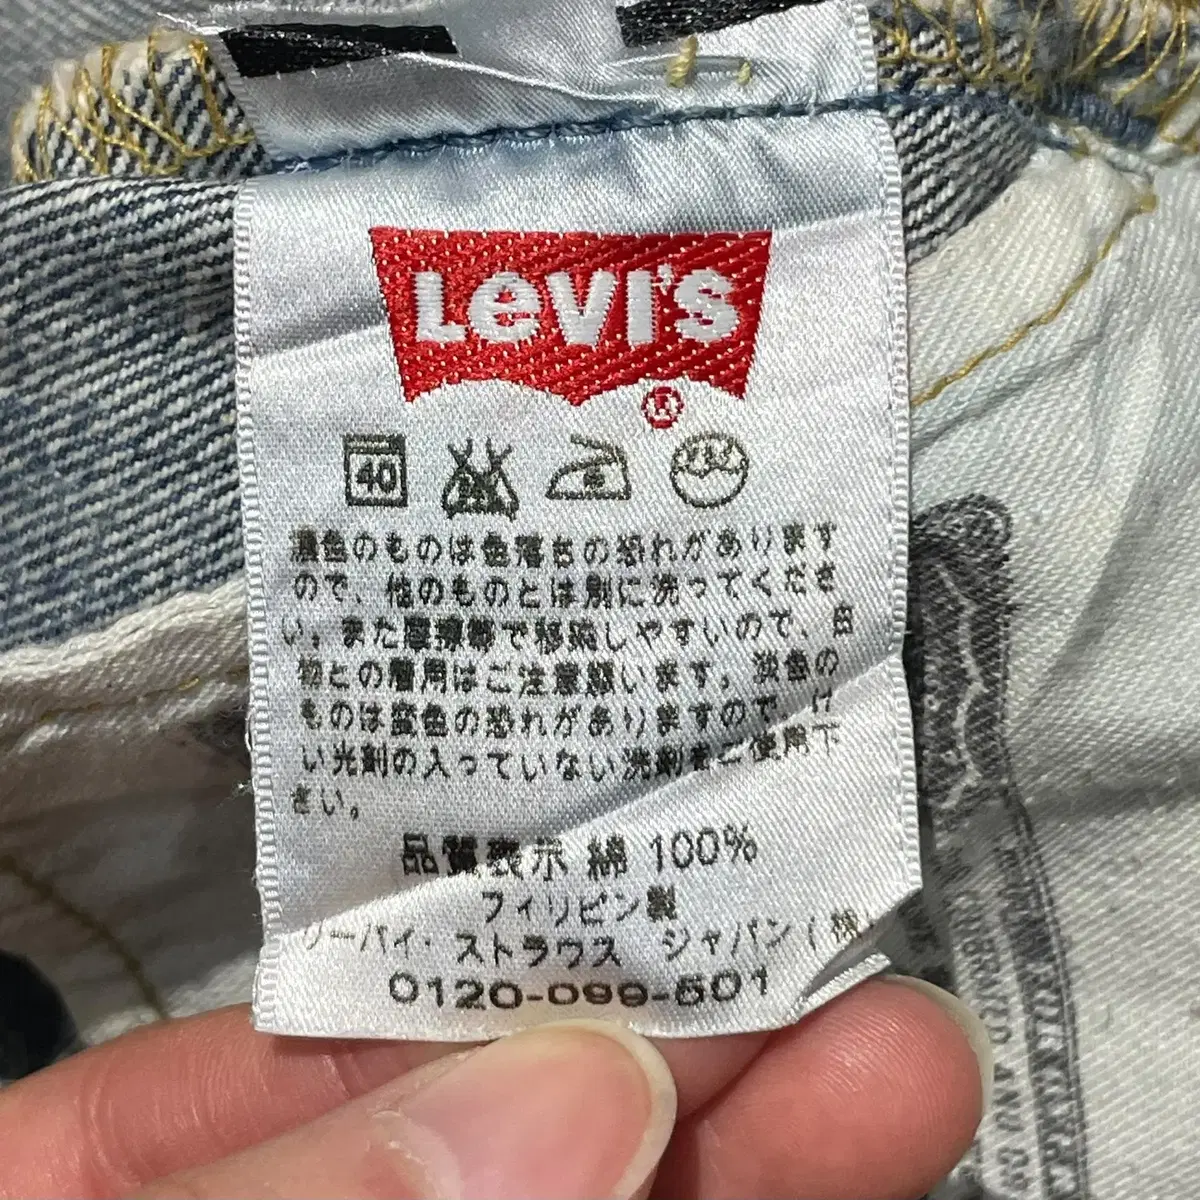 Levi's
®
40
濃色のものは色落ちの恐れがあります
ので、他のものとは別に洗ってくださ
い。また摩擦等で移染しやすいので、白
物との着用はご注意願います。淡色の
ものは変色の恐れがありますので、け
い光剤の入っていない洗剤をご使用下
さい。
品質表示 綿 100%
フィリピン製
リーバイ・ストラウス ジャパン(株)
0120-099-501